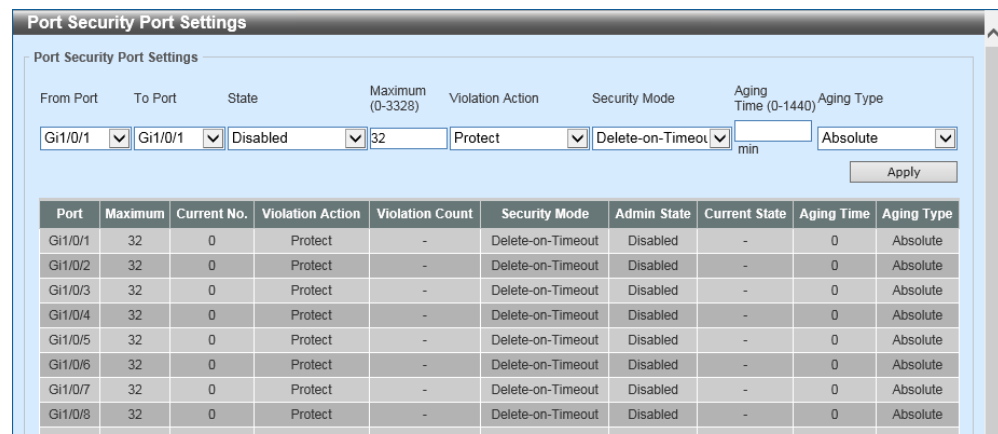 Port Security Port Settings
Port Security Port Settings
From Port To Port State Maximum (0-3328) Violation Action Security Mode Aging Time (0-1440) Aging Type
Gi1/0/1 Gi1/0/1 Disabled 32 Protect Delete-on-Timeou min Absolute
Apply
Port Maximum Current No. Violation Action Violation Count Security Mode Admin State Current State Aging Time Aging Type
Gi1/0/1 32 0 Protect - Delete-on-Timeout Disabled - 0 Absolute
Gi1/0/2 32 0 Protect - Delete-on-Timeout Disabled - 0 Absolute
Gi1/0/3 32 0 Protect - Delete-on-Timeout Disabled - 0 Absolute
Gi1/0/4 32 0 Protect - Delete-on-Timeout Disabled - 0 Absolute
Gi1/0/5 32 0 Protect - Delete-on-Timeout Disabled - 0 Absolute
Gi1/0/6 32 0 Protect - Delete-on-Timeout Disabled - 0 Absolute
Gi1/0/7 32 0 Protect - Delete-on-Timeout Disabled - 0 Absolute
Gi1/0/8 32 0 Protect - Delete-on-Timeout Disabled - 0 Absolute